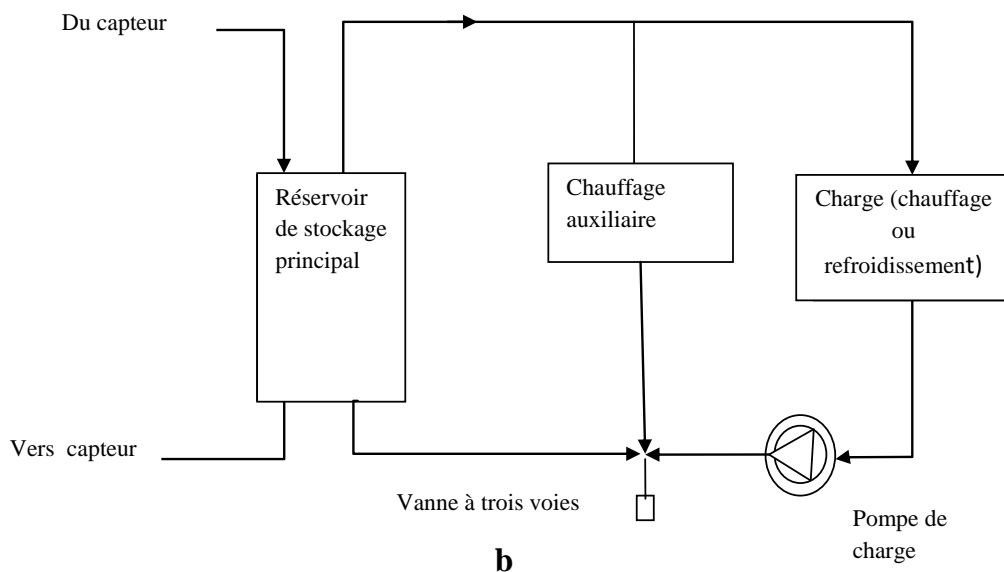 Du capteur
Réservoir
de stockage
principal
Chauffage
auxiliaire
Charge (chauffage
ou
refroidissement)
Vers capteur
Vanne à trois voies
Pompe de
charge
b